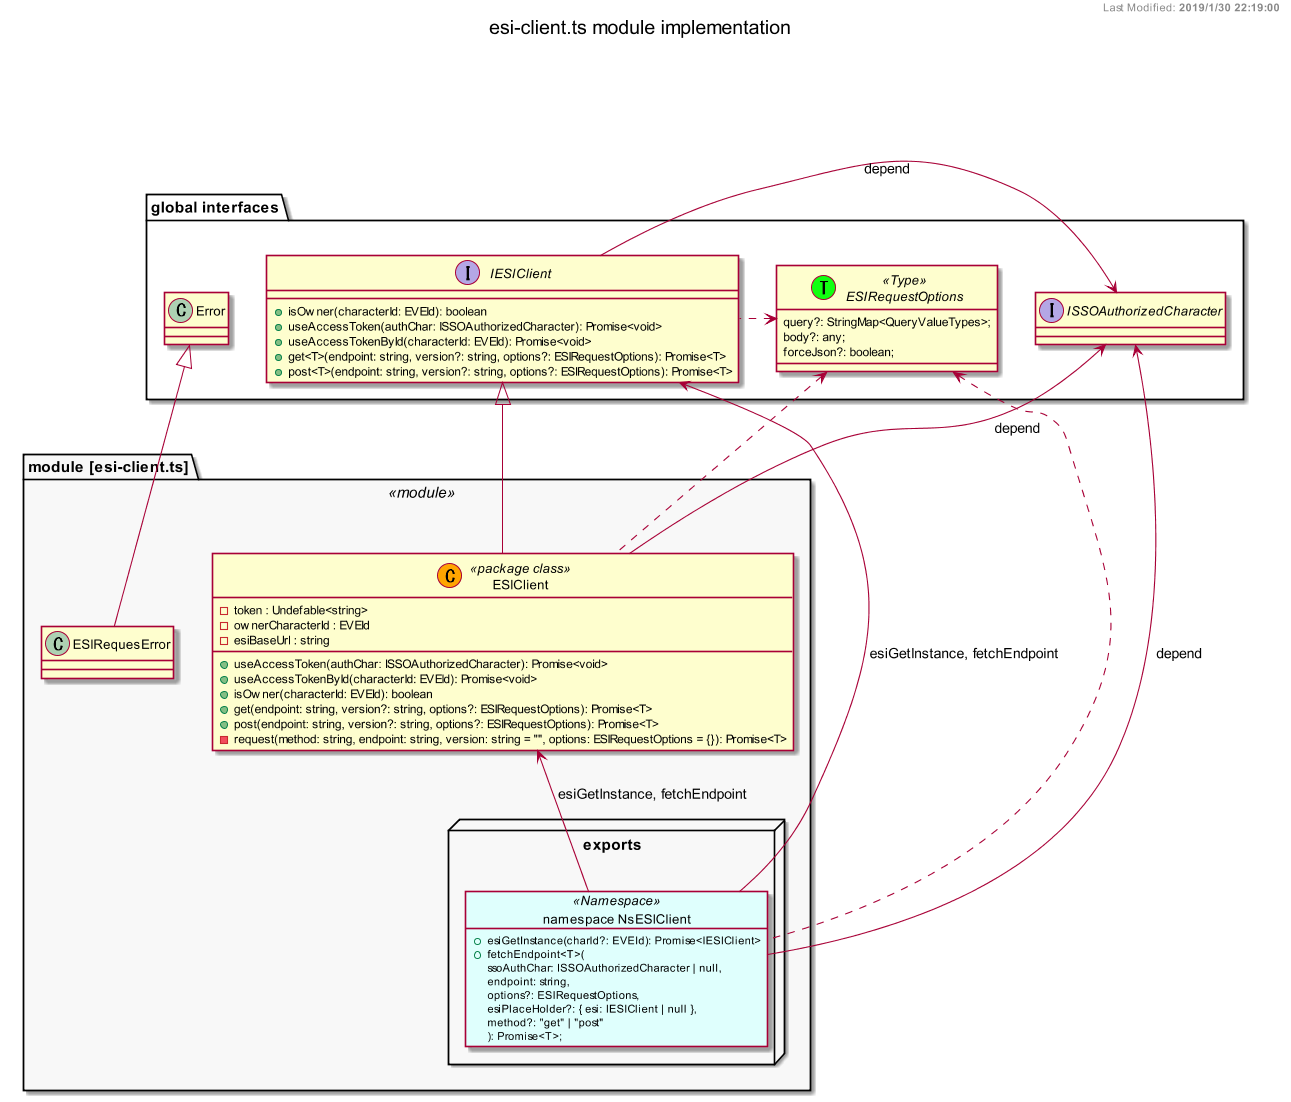 Last Modified: 2019/1/30 22:19:00
esi-client.ts module implementation
depend
global interfaces
C Error
I IESIClient
isOwner(characterId: EVEId): boolean
useAccessToken(authChar: ISSOAuthorizedCharacter): Promise<void>
useAccessTokenById(characterId: EVEId): Promise<void>
get<T>(endpoint: string, version?: string, options?: ESIRequestOptions): Promise<T>
post<T>(endpoint: string, version?: string, options?: ESIRequestOptions): Promise<T>
T «Type»
ESIRequestOptions
query?: StringMap<QueryValueTypes>;
body?: any;
forceJson?: boolean;
I ISSOAuthorizedCharacter
depend
module [esi-client.ts]
«module»
C ESIRequesError
C «package class»
ESIClient
token : Undefable<string>
ownerCharacterId : EVEId
esiBaseUrl : string
useAccessToken(authChar: ISSOAuthorizedCharacter): Promise<void>
useAccessTokenById(characterId: EVEId): Promise<void>
isOwner(characterId: EVEId): boolean
get(endpoint: string, version?: string, options?: ESIRequestOptions): Promise<T>
post(endpoint: string, version?: string, options?: ESIRequestOptions): Promise<T>
request(method: string, endpoint: string, version: string = "", options: ESIRequestOptions = {}): Promise<T>
esiGetInstance, fetchEndpoint
depend
esiGetInstance, fetchEndpoint
exports
«Namespace»
namespace NsESIClient
esiGetInstance(charId?: EVEId): Promise<IESIClient>
fetchEndpoint<T>(
ssoAuthChar: ISSOAuthorizedCharacter | null,
endpoint: string,
options?: ESIRequestOptions,
esiPlaceHolder?: { esi: IESIClient | null },
method?: "get" | "post"
): Promise<T>;